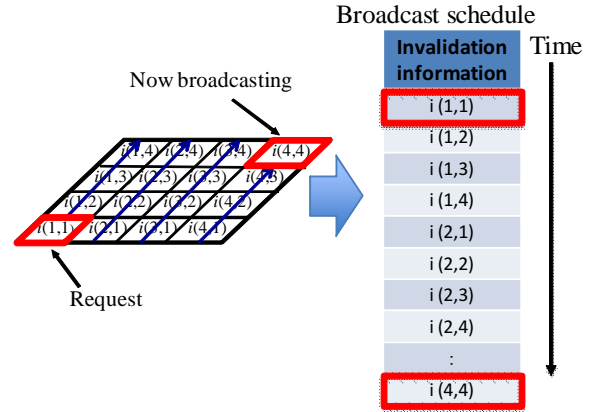 Broadcast schedule
Now broadcasting
Invalidation
information
Time
i(1,4) i(2,4) i(3,4) i(4,4)
i(1,3) i(2,3) i(3,3) i(4,3)
i(1,2) i(2,2) i(3,2) i(4,2)
i(1,1) i(2,1) i(3,1) i(4,1)
Request
i (1,1)
i (1,2)
i (1,3)
i (1,4)
i (2,1)
i (2,2)
i (2,3)
i (2,4)
:
i (4,4)